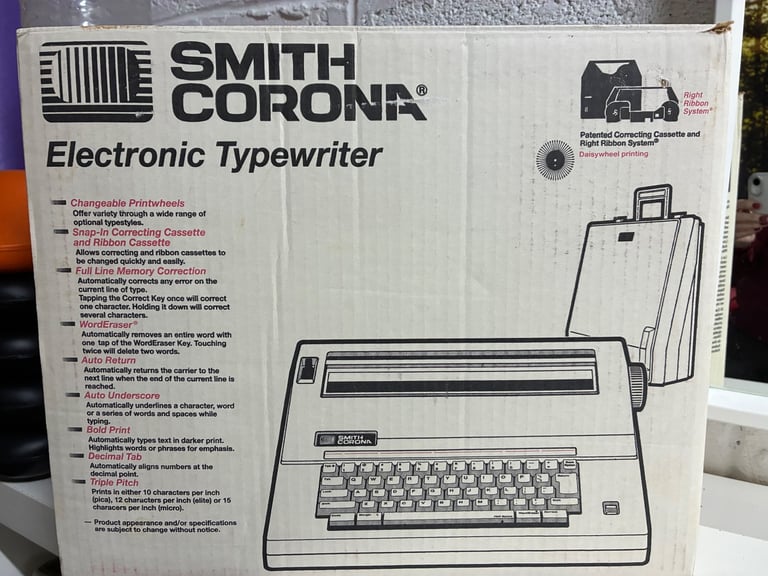 SMITH
CORONA®
Electronic Typewriter
Right
Ribbon
System®
Patented Correcting Cassette and
Right Ribbon System®
Daisywheel printing
Changeable Printwheels
Offer variety through a wide range of
optional typestyles.
Snap-In Correcting Cassette
and Ribbon Cassette
Allows correcting and ribbon cassettes to
be changed quickly and easily.
Full Line Memory Correction
Automatically corrects any error on the
current line of type.
Tapping the Correct Key once will correct
one character. Holding it down will correct
several characters.
WordEraser®
Automatically removes an entire word with
one tap of the WordEraser Key. Touching
twice will delete two words.
Auto Return
Automatically returns the carrier to the
next line when the end of the current line is
reached.
Auto Underscore
Automatically underlines a character, word
or a series of words and spaces while
typing.
Bold Print
Automatically types text in darker print.
Highlights words or phrases for emphasis.
Decimal Tab
Automatically aligns numbers at the
decimal point.
Triple Pitch
Prints in either 10 characters per inch
(pica), 12 characters per inch (elite) or 15
characers per inch (micro).
— Product appearance and/or specifications
are subject to change without notice.
SMITH
CORONA